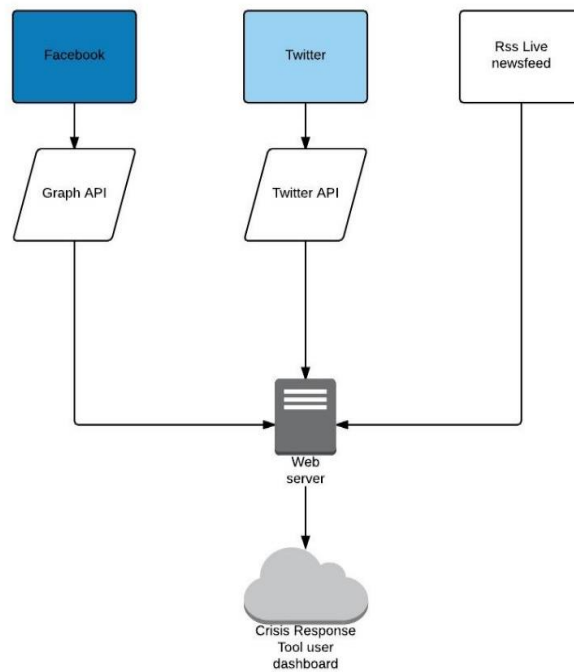 Facebook
Twitter
Rss Live
newsfeed
Graph API
Twitter API
Web
server
Crisis Response
Tool user
dashboard